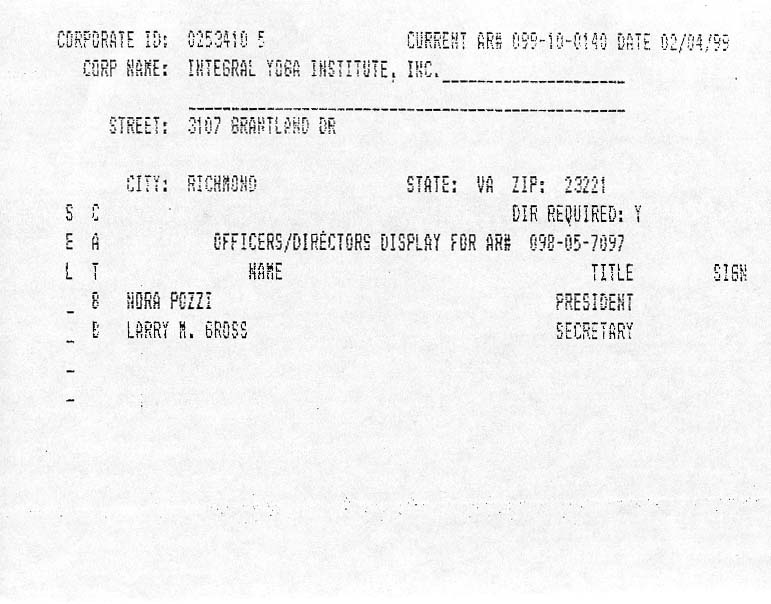 CORPORATE ID: 0253410 5 CURRENT AR# 099-10-0140 DATE 02/04/99
CORP NAME: INTEGRAL YOGA INSTITUTE, INC.
STREET: 3107 GRANTLAND DR
CITY: RICHMOND STATE: VA ZIP: 23221
S C DIR REQUIRED: Y
E A OFFICERS/DIRECTORS DISPLAY FOR AR# 098-05-7097
L T NAME TITLE SIGN
_ B NORA POZZI PRESIDENT
_ LARRY M. GROSS SECRETARY
_
_